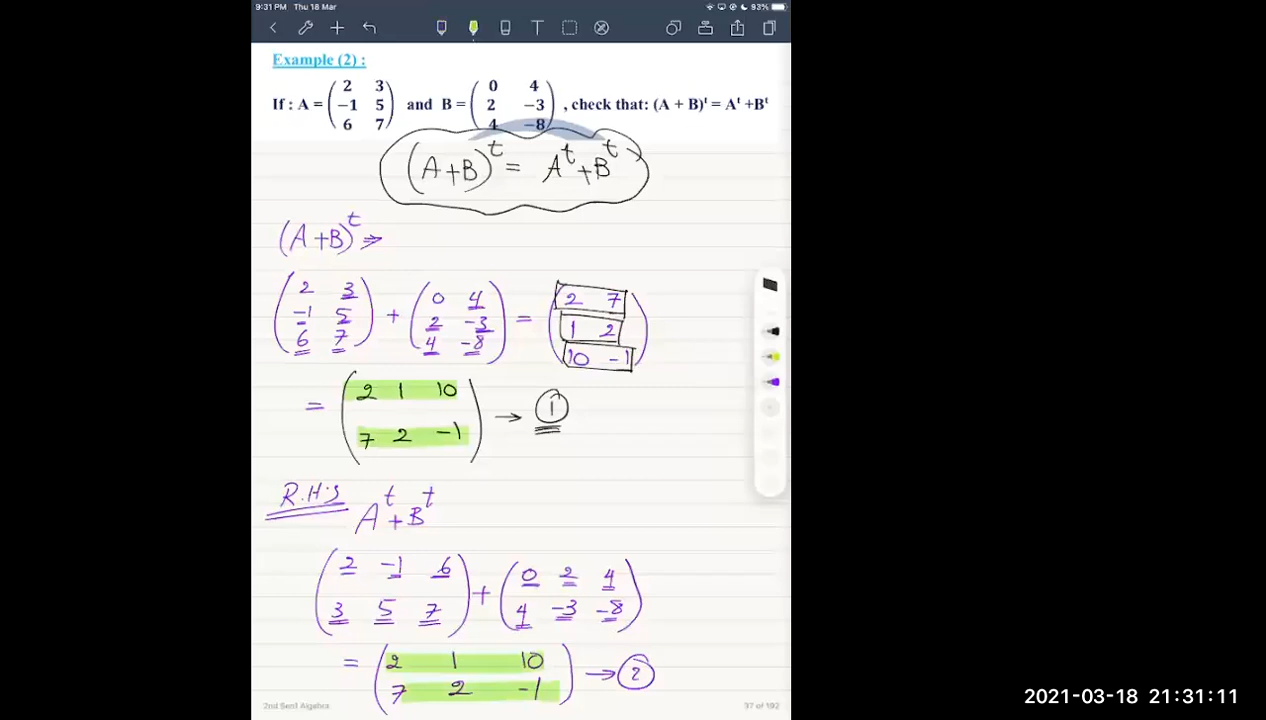 9:31 PM Thu 18 Mar 93%
Example (2) :
2 3 0 4
If : A = −1 5 and B = 2 −3 , check that: (A + B)ᵗ = Aᵗ +Bᵗ
6 7 4 −8
(A+B)ᵗ = Aᵗ+Bᵗ
(A+B)ᵗ ⇒
2 3 0 4 2 7
-1 5 + 2 -3 = 1 2
6 7 4 -8 10 -1
2 1 10
= → 1
7 2 -1
R.H.S Aᵗ+Bᵗ
2 -1 6 0 2 4
+
3 5 7 4 -3 -8
= 2 1 10 → 2
7 2 -1
2nd Sen1 Algebra 37 of 192
2021-03-18 21:31:11